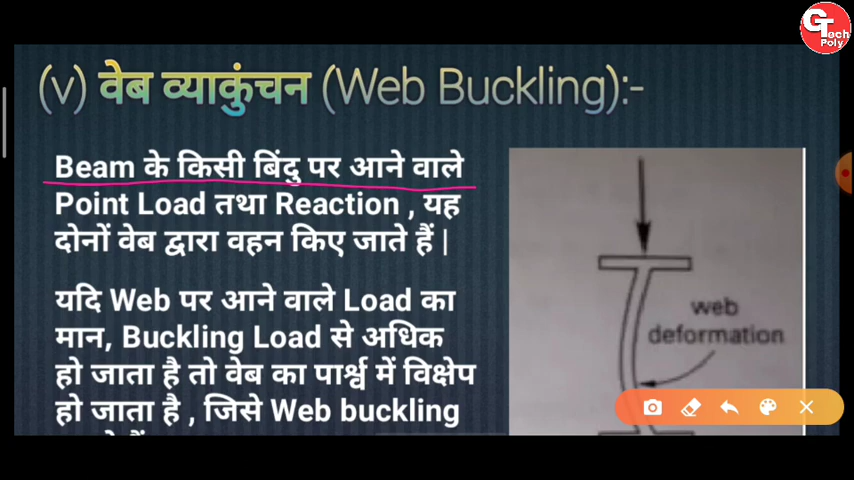 GTech
Poly
(v) वेब व्याकुंचन (Web Buckling):-
Beam के किसी बिंदु पर आने वाले
Point Load तथा Reaction , यह
दोनों वेब द्वारा वहन किए जाते हैं |
यदि Web पर आने वाले Load का
मान, Buckling Load से अधिक
हो जाता है तो वेब का पार्श्व में विक्षेप
हो जाता है , जिसे Web buckling
web
deformation